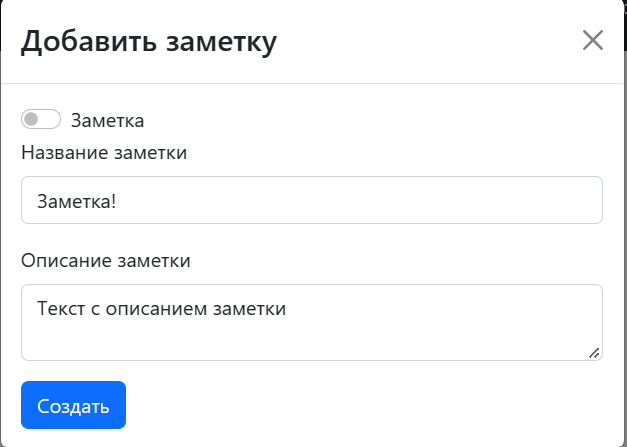 Добавить заметку
Заметка
Название заметки
Заметка!
Описание заметки
Текст с описанием заметки
Создать